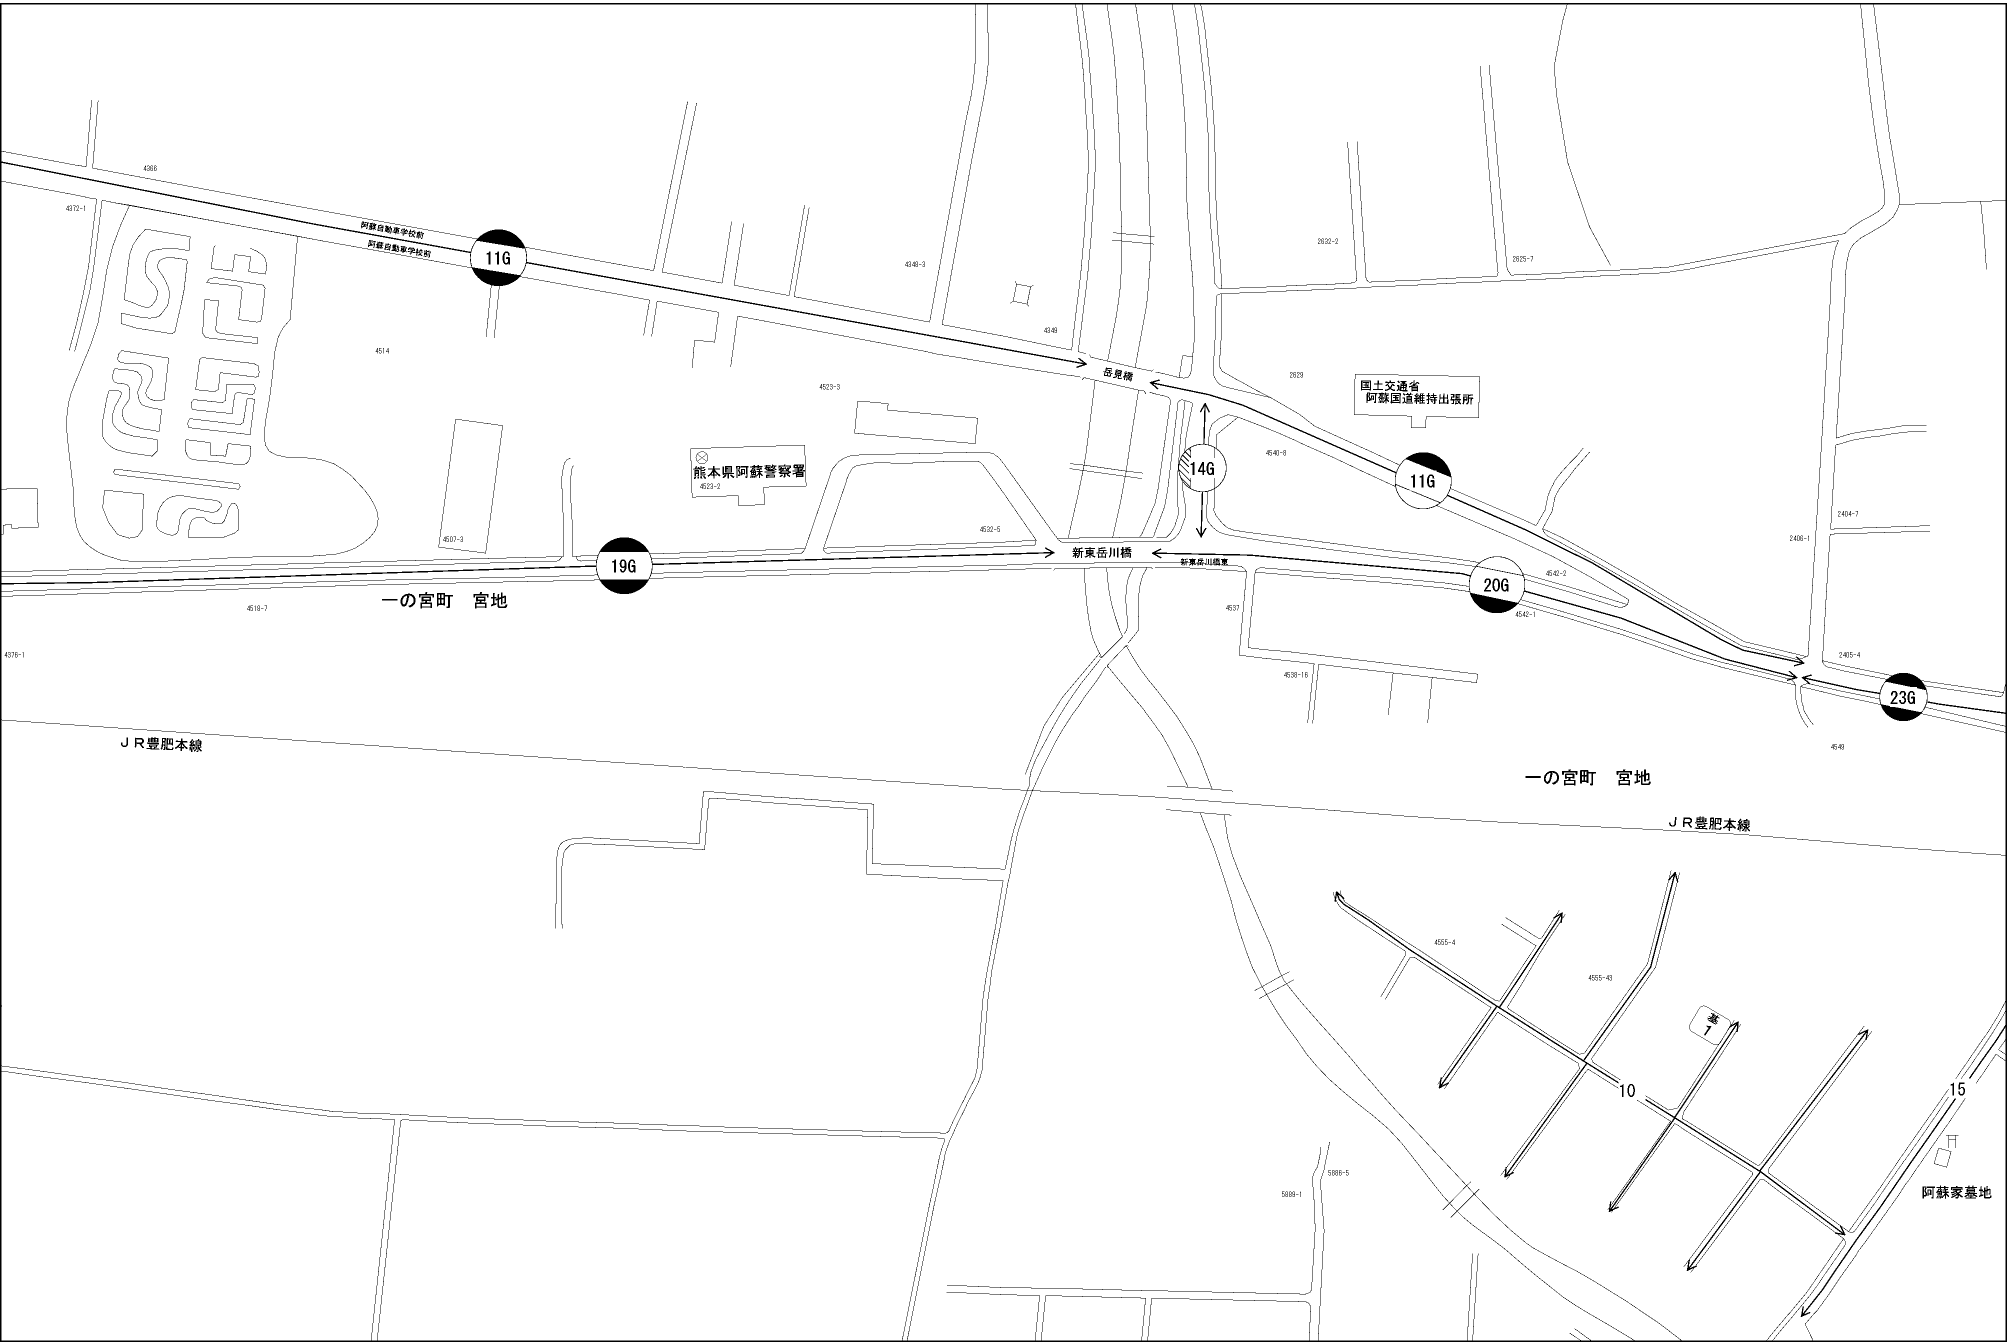 4366
4372-1
阿蘇自動車学校前
阿蘇自動車学校前
11G
4348-3
2632-2
2625-7
4349
4514
岳見橋
2629
国土交通省
阿蘇国道維持出張所
4523-3
4540-8
熊本県阿蘇警察署
4523-2
14G
11G
2404-7
4532-5
2406-1
4507-3
新東岳川橋
新東岳川橋東
19G
4542-2
20G
一の宮町　宮地
4518-7
4537
4542-1
4376-1
2405-4
4538-16
23G
ＪＲ豊肥本線
4549
一の宮町　宮地
ＪＲ豊肥本線
4555-4
4555-43
基
1
10
15
5886-5
5889-1
阿蘇家墓地